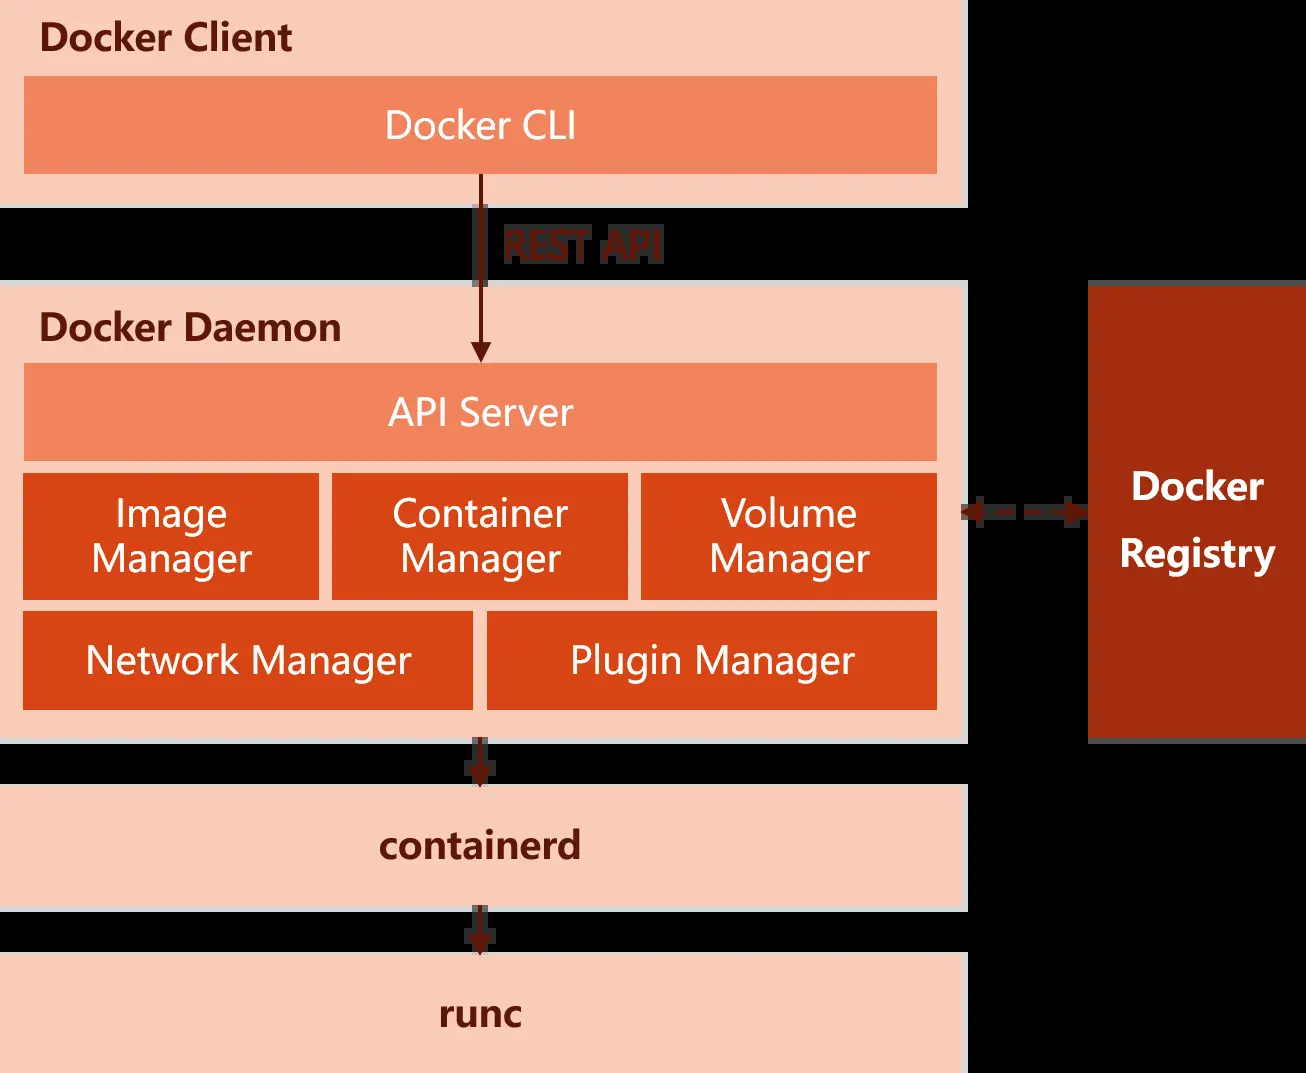 Docker Client
Docker CLI
REST API
Docker Daemon
API Server
Image
Manager
Container
Manager
Volume
Manager
Network Manager
Plugin Manager
Docker
Registry
containerd
runc